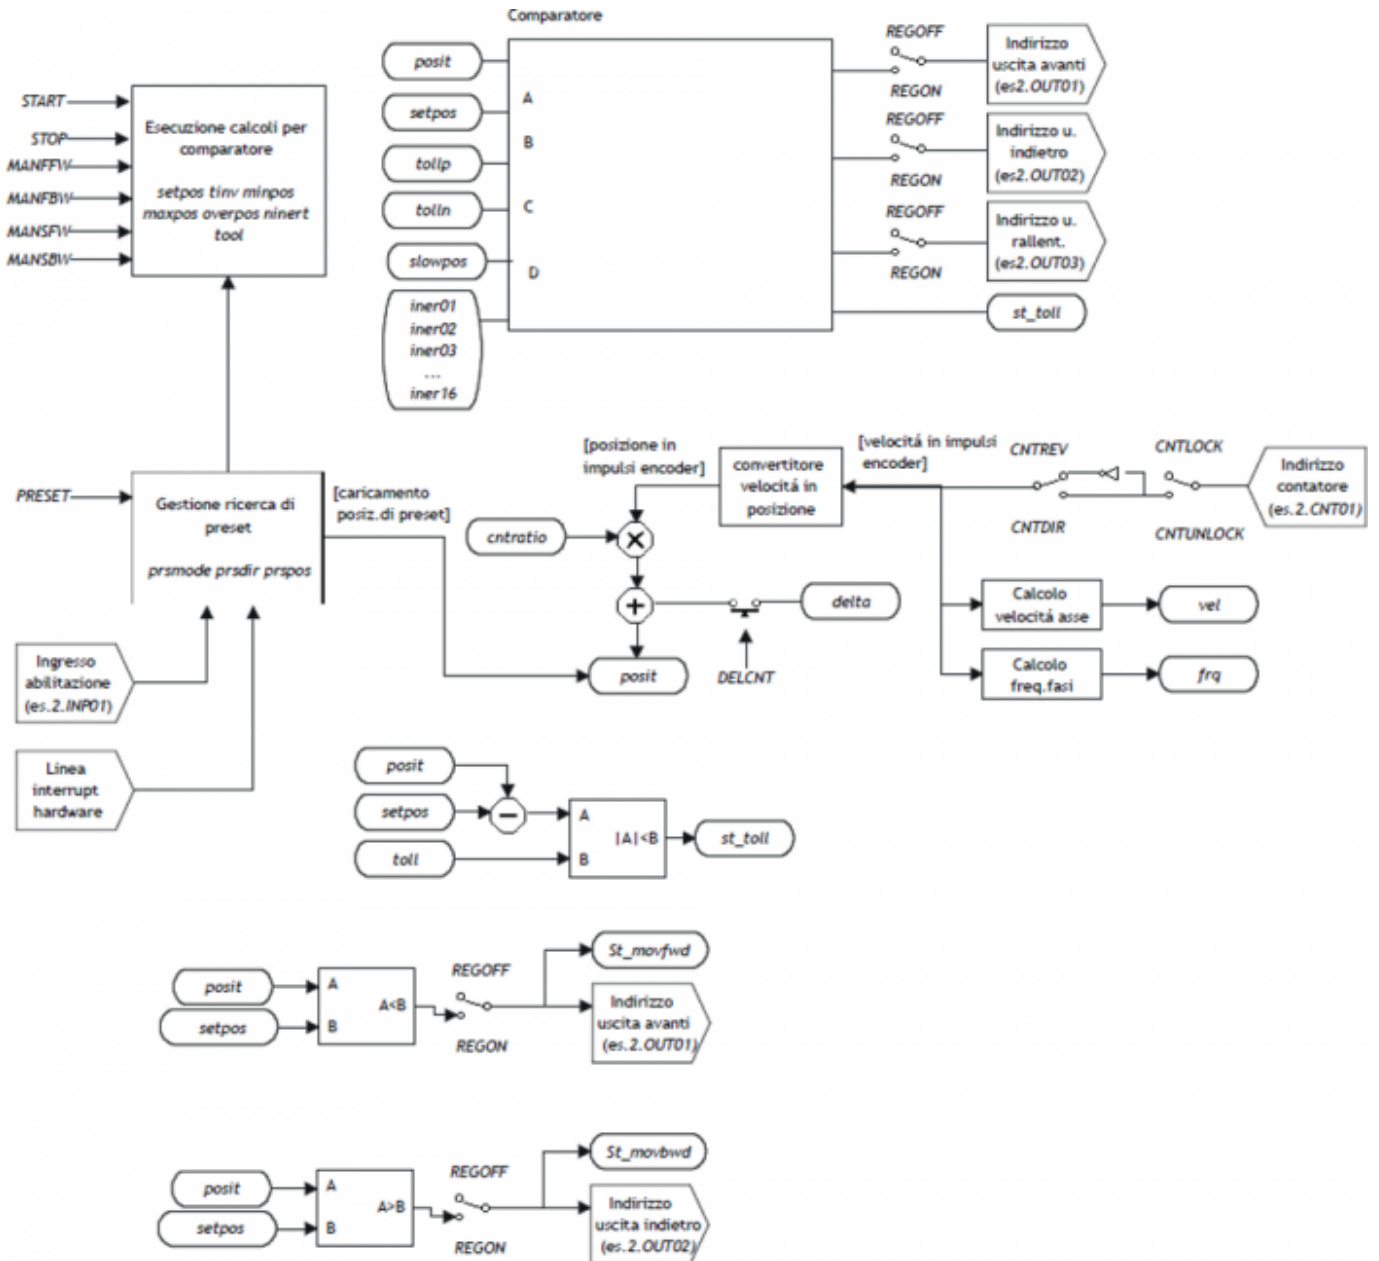 Comparatore
START
STOP
MANFFW
MANFBW
MANSFW
MANSBW
Esecuzione calcoli per
comparatore
setpos tinv minpos
maxpos overpos ninert
tool
posit
setpos
tollp
tolln
slowpos
iner01
iner02
iner03
...
iner16
A
B
C
D
REGOFF
REGON
Indirizzo
uscita avanti
(es2.OUT01)
REGOFF
REGON
Indirizzo u.
indietro
(es2.OUT02)
REGOFF
REGON
Indirizzo u.
rallent.
(es2.OUT03)
st_toll
PRESET
Gestione ricerca di
preset
prsmode prsdir prspos
[caricamento
posiz.di preset]
Ingresso
abilitazione
(es.2.INP01)
Linea
interrupt
hardware
[posizione in
impulsi encoder]
convertitore
velocitá in
posizione
[velocitá in impulsi
encoder]
CNTREV
CNTDIR
CNTLOCK
CNTUNLOCK
Indirizzo
contatore
(es.2.CNT01)
cntratio
×
+
delta
DELCNT
posit
Calcolo
velocitá asse
vel
Calcolo
freq.fasi
frq
posit
setpos
toll
−
A
B
|A|<B
st_toll
posit
setpos
A
B
A<B
REGOFF
REGON
St_movfwd
Indirizzo
uscita avanti
(es.2.OUT01)
posit
setpos
A
B
A>B
REGOFF
REGON
St_movbwd
Indirizzo
uscita indietro
(es.2.OUT02)